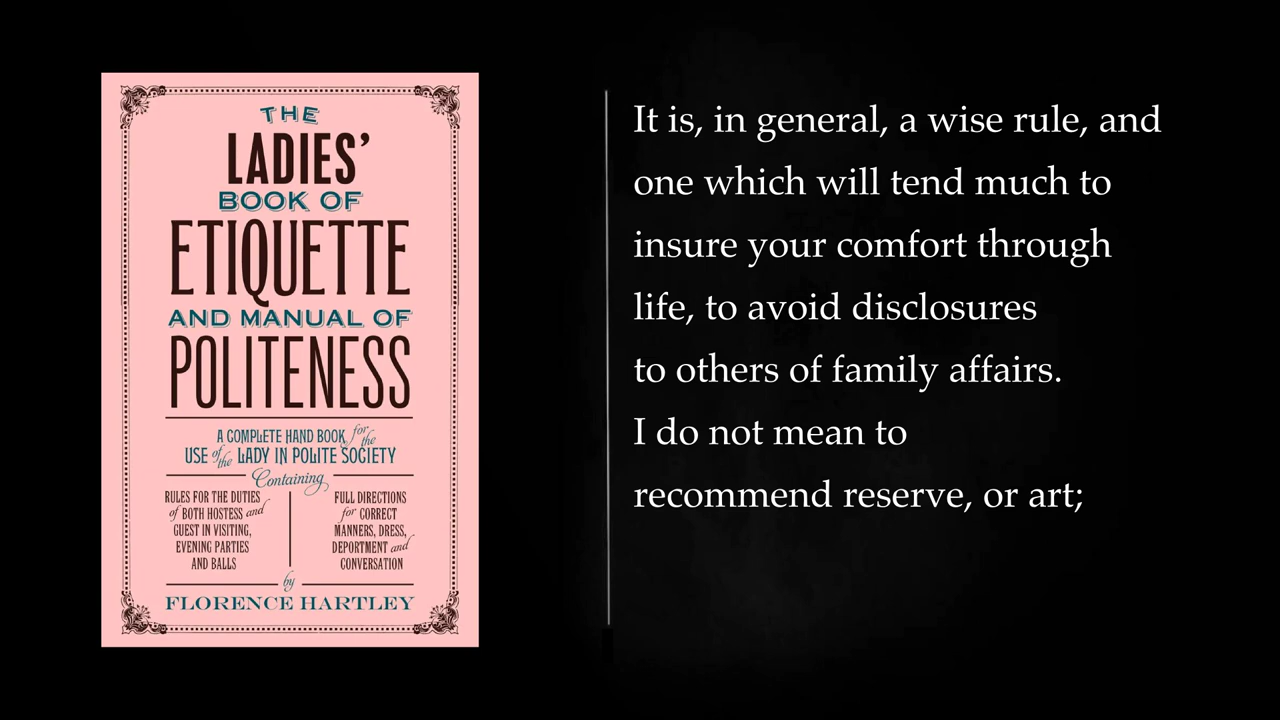 THE
LADIES'
BOOK OF
ETIQUETTE
AND MANUAL OF
POLITENESS
A COMPLETE HAND BOOK for the
USE of the LADY IN POLITE SOCIETY
Containing
RULES FOR THE DUTIES
of BOTH HOSTESS and
GUEST IN VISITING,
EVENING PARTIES
AND BALLS
FULL DIRECTIONS
for CORRECT
MANNERS, DRESS,
DEPORTMENT and
CONVERSATION
by
FLORENCE HARTLEY
It is, in general, a wise rule, and
one which will tend much to
insure your comfort through
life, to avoid disclosures
to others of family affairs.
I do not mean to
recommend reserve, or art;